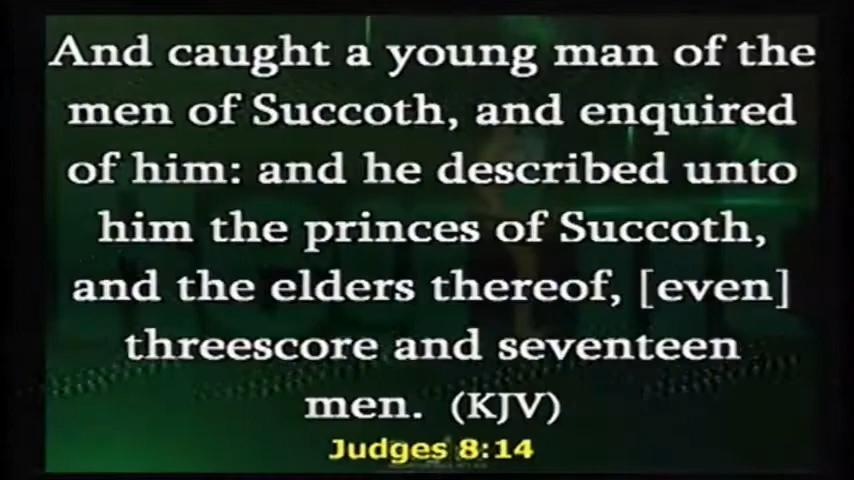 And caught a young man of the
men of Succoth, and enquired
of him: and he described unto
him the princes of Succoth,
and the elders thereof, [even]
threescore and seventeen
men. (KJV)
Judges 8:14